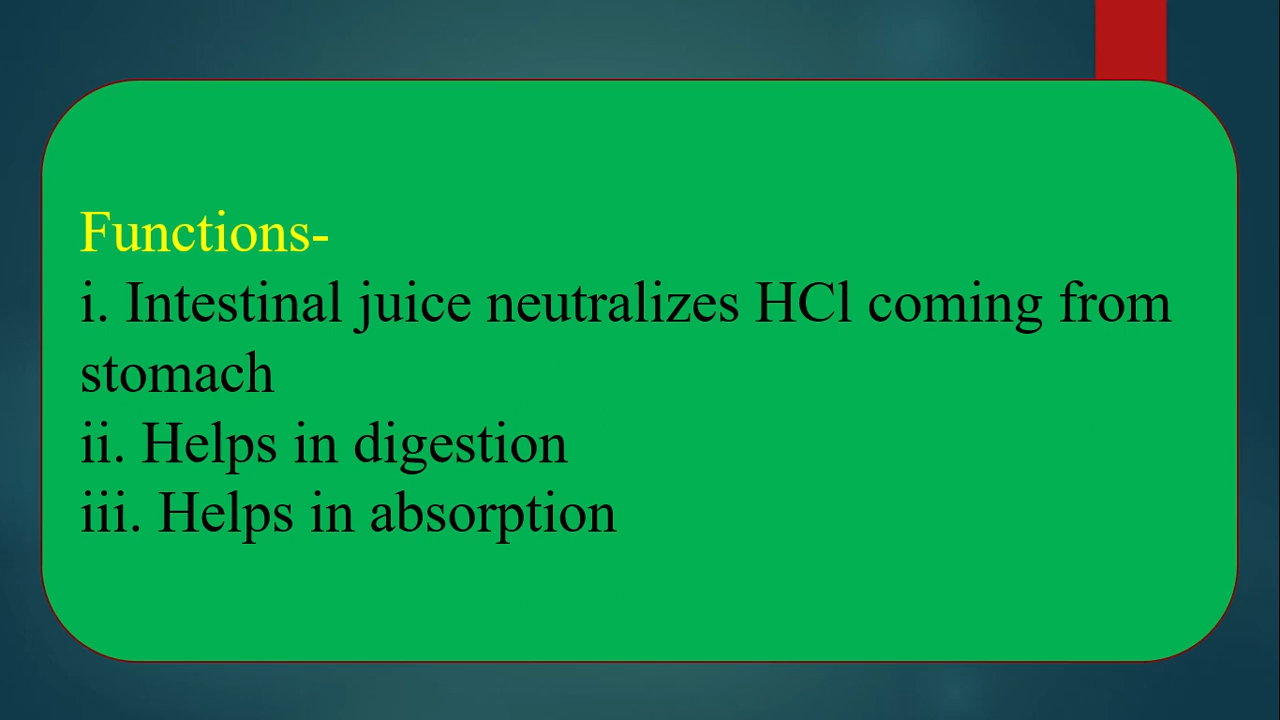 Functions-
i. Intestinal juice neutralizes HCl coming from
stomach
ii. Helps in digestion
iii. Helps in absorption